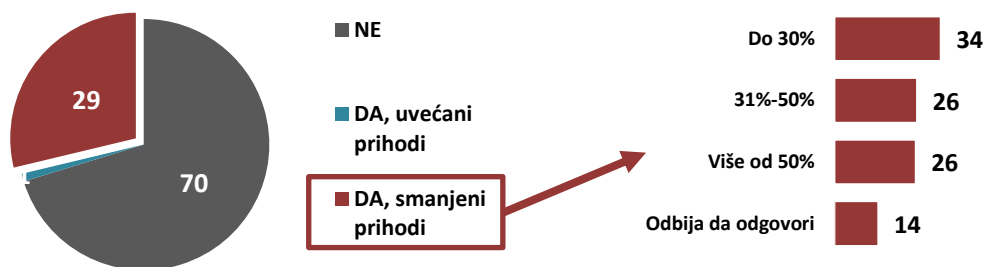 29
1
70
NE
DA, uvećani
prihodi
DA, smanjeni
prihodi
Do 30%
34
31%-50%
26
Više od 50%
26
Odbija da odgovori
14